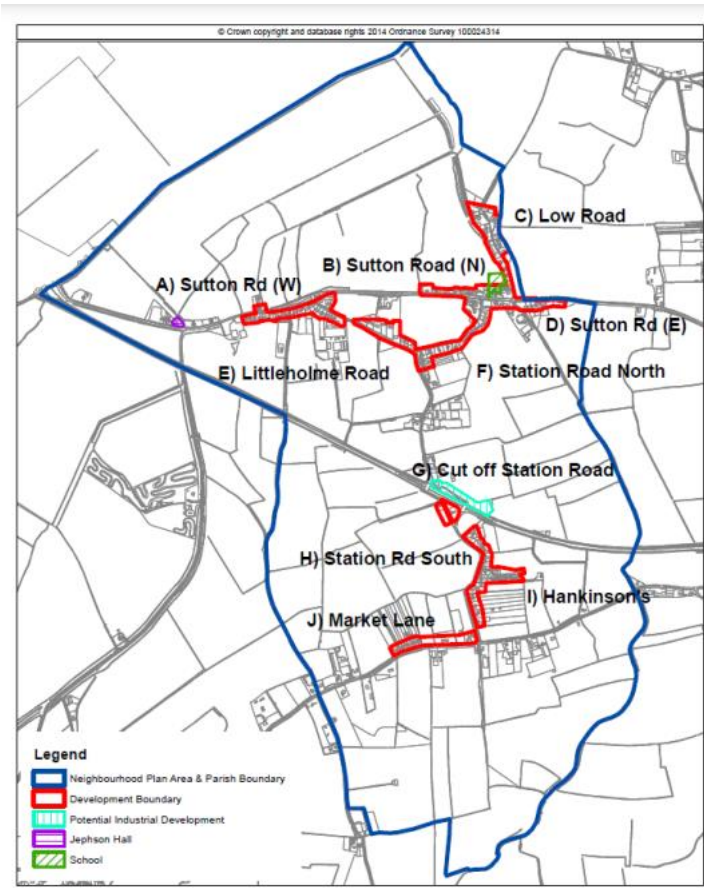 © Crown copyright and database rights 2014 Ordnance Survey 100024314
C) Low Road
B) Sutton Road (N)
A) Sutton Rd (W)
D) Sutton Rd (E)
E) Littleholme Road
F) Station Road North
G) Cut off Station Road
H) Station Rd South
I) Hankinson's
J) Market Lane
Legend
Neighbourhood Plan Area & Parish Boundary
Development Boundary
Potential Industrial Development
Jephson Hall
School